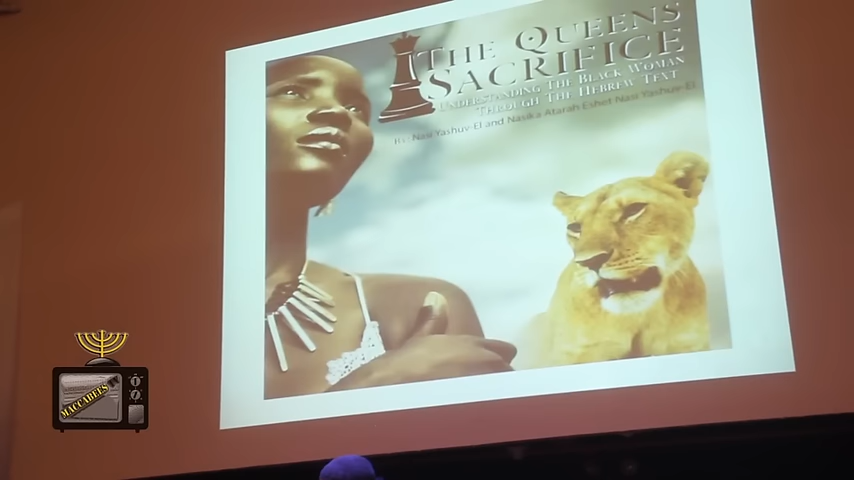 The Queens
Sacrifice
Understanding The Black Woman
Through The Hebrew Text
By: Nasi Yashuv-El and Nasika Atarah Eshet Nasi Yashuv-El
MACCABEES